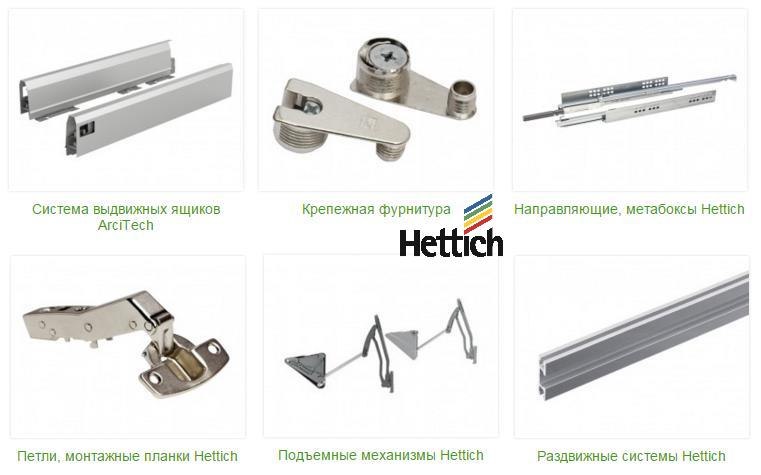 Система выдвижных ящиков
ArciTech
Крепежная фурнитура
Направляющие, метабоксы Hettich
Hettich
Петли, монтажные планки Hettich
Подъемные механизмы Hettich
Раздвижные системы Hettich